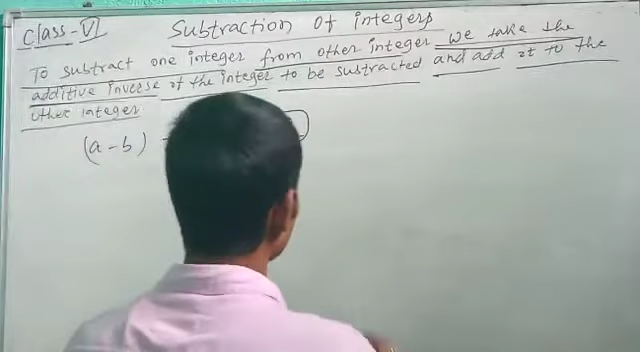 Class-VI
Subtraction of integers
To subtract one integer from other integer we take the
additive inverse of the integer to be sustracted and add it to the
other integer
(a-b)